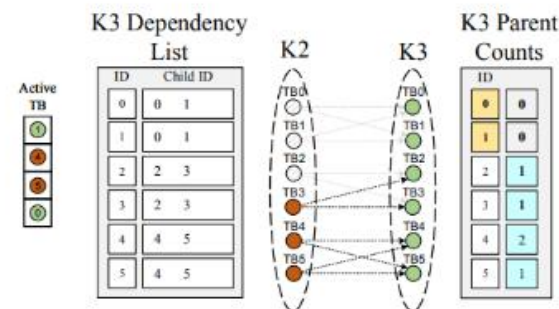 K3 Dependency List
K2
K3
K3 Parent Counts
Active TB
1
4
5
0
ID Child ID
0 0 1
1 0 1
2 2 3
3 2 3
4 4 5
5 4 5
TB0
TB1
TB2
TB3
TB4
TB5
TB0
TB1
TB2
TB3
TB4
TB5
ID
0 0
1 0
2 1
3 1
4 2
5 1